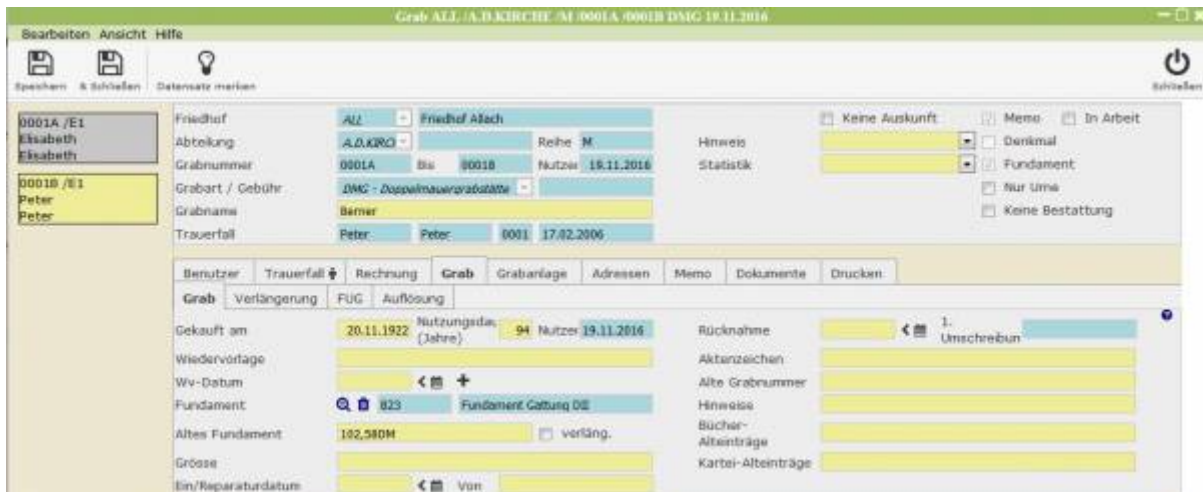 Grab ALL /A.D.KIRCHE /M /0001A /0001B DMG 19.11.2016
Bearbeiten Ansicht Hilfe
Speichern & Schließen Datensatz merken Schließen
0001A /E1
Elisabeth
Elisabeth
0001B /E1
Peter
Peter
Friedhof ALL Friedhof Allach Keine Auskunft Memo In Arbeit
Abteilung A.D.KIRC Reihe M Hinweis Denkmal
Grabnummer 0001A Bis 0001B Nutzer 19.11.2016 Statistik Fundament
Grabart / Gebühr DMG - Doppelmauergrabstätte Nur Urne
Grabname Berner Keine Bestattung
Trauerfall Peter Peter 0001 17.02.2006
Benutzer Trauerfall Rechnung Grab Grabanlage Adressen Memo Dokumente Drucken
Grab Verlängerung FUG Auflösung
Gekauft am 20.11.1922 Nutzungsdau (Jahre) 94 Nutzer 19.11.2016 Rücknahme 1. Umschreibun
Wiedervorlage Aktenzeichen
Wv-Datum Alte Grabnummer
Fundament 823 Fundament Gattung DII Hinweise
Altes Fundament 102,58DM verläng. Bücher-Alteinträge
Grösse Kartei-Alteinträge
Ein/Reparaturdatum Von